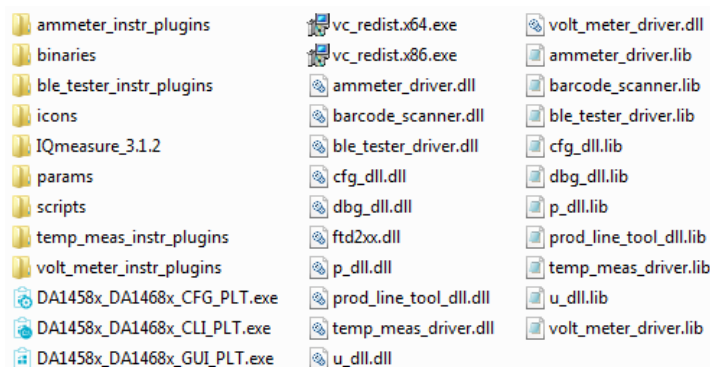 ammeter_instr_plugins
binaries
ble_tester_instr_plugins
icons
IQmeasure_3.1.2
params
scripts
temp_meas_instr_plugins
volt_meter_instr_plugins
DA1458x_DA1468x_CFG_PLT.exe
DA1458x_DA1468x_CLI_PLT.exe
DA1458x_DA1468x_GUI_PLT.exe
vc_redist.x64.exe
vc_redist.x86.exe
ammeter_driver.dll
barcode_scanner.dll
ble_tester_driver.dll
cfg_dll.dll
dbg_dll.dll
ftd2xx.dll
p_dll.dll
prod_line_tool_dll.dll
temp_meas_driver.dll
u_dll.dll
volt_meter_driver.dll
ammeter_driver.lib
barcode_scanner.lib
ble_tester_driver.lib
cfg_dll.lib
dbg_dll.lib
p_dll.lib
prod_line_tool_dll.lib
temp_meas_driver.lib
u_dll.lib
volt_meter_driver.lib